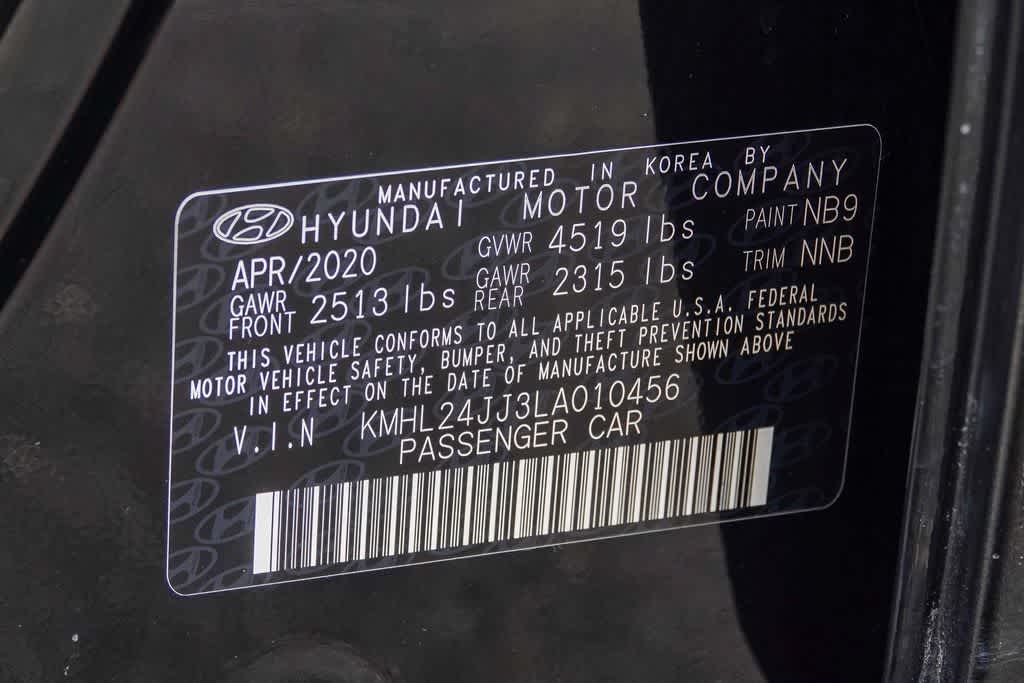 MANUFACTURED IN KOREA BY
HYUNDAI MOTOR COMPANY
APR/2020 GVWR 4519 lbs PAINT NB9
GAWR FRONT 2513 lbs GAWR REAR 2315 lbs TRIM NNB
THIS VEHICLE CONFORMS TO ALL APPLICABLE U.S.A. FEDERAL
MOTOR VEHICLE SAFETY, BUMPER, AND THEFT PREVENTION STANDARDS
IN EFFECT ON THE DATE OF MANUFACTURE SHOWN ABOVE
V.I.N KMHL24JJ3LA010456
PASSENGER CAR